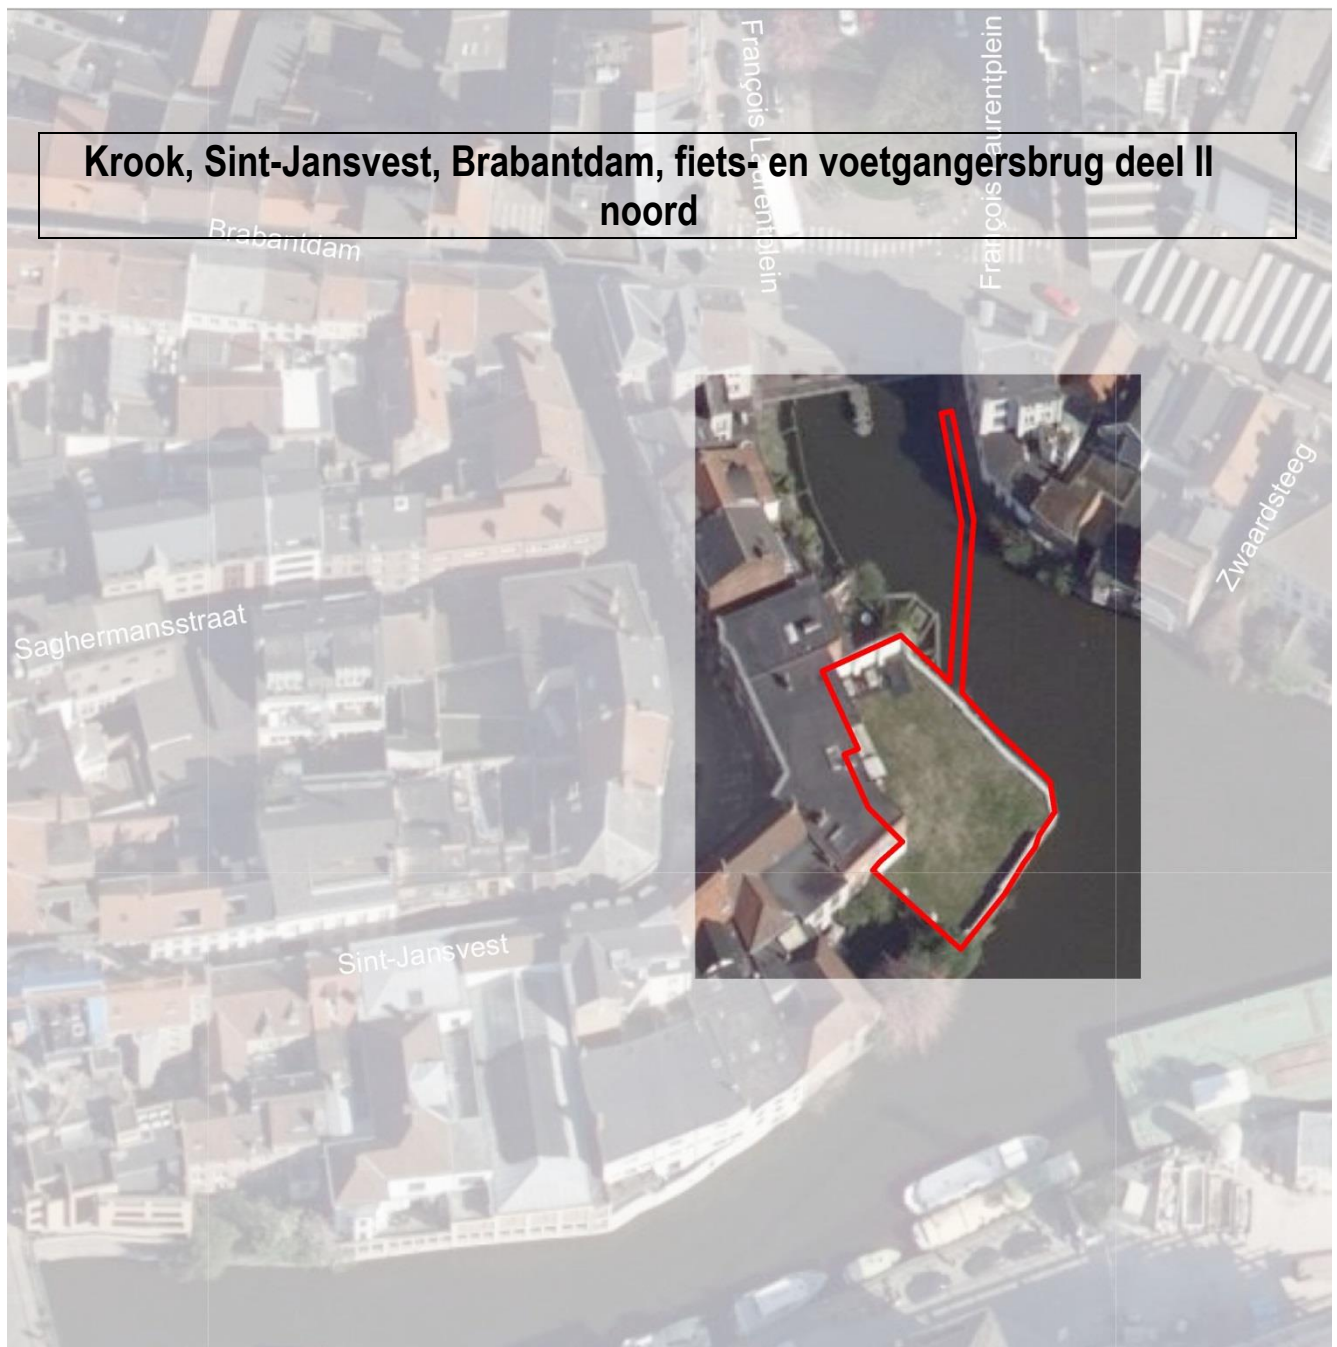 Krook, Sint-Jansvest, Brabantdam, fiets- en voetgangersbrug deel II
noord
François Laurentplein
François Laurentplein
Brabantdam
Zwaardsteeg
Saghermansstraat
Sint-Jansvest